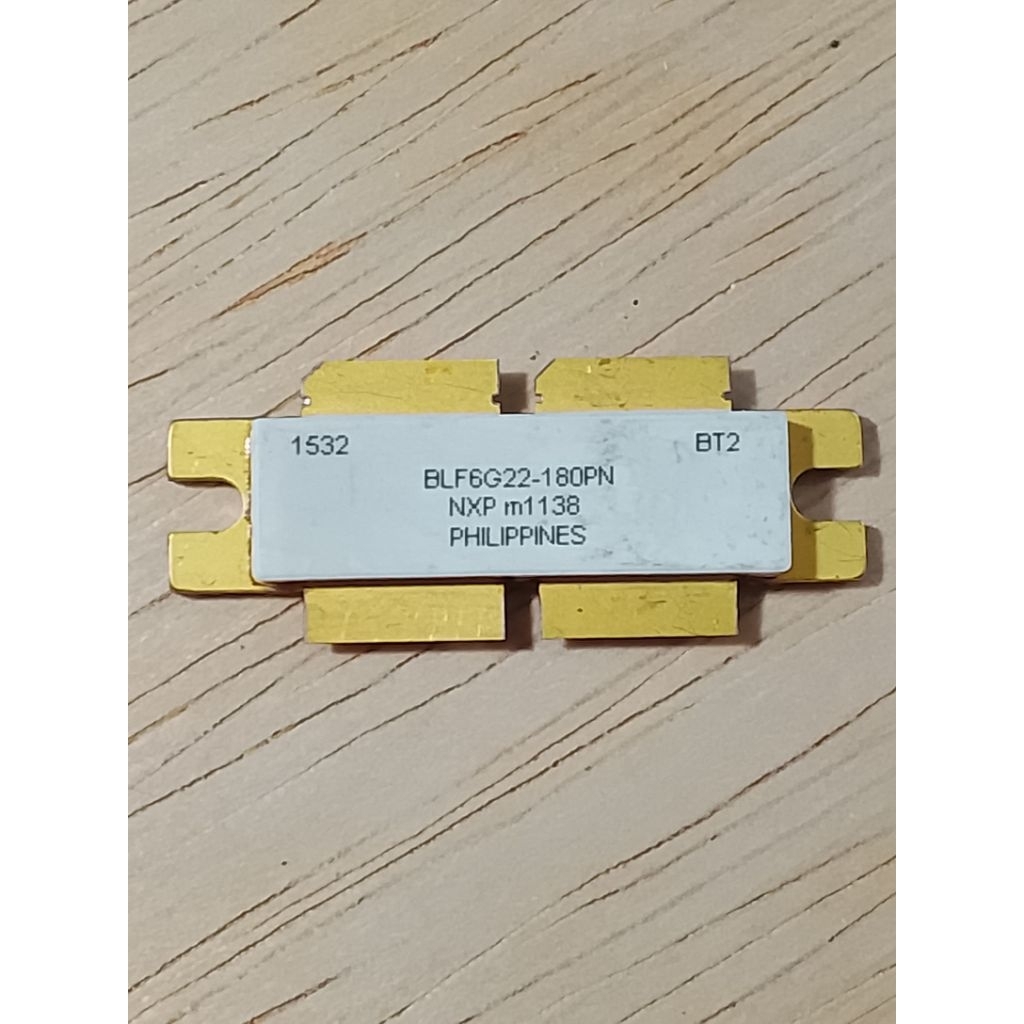 1532 BT2
BLF6G22-180PN
NXP m1138
PHILIPPINES